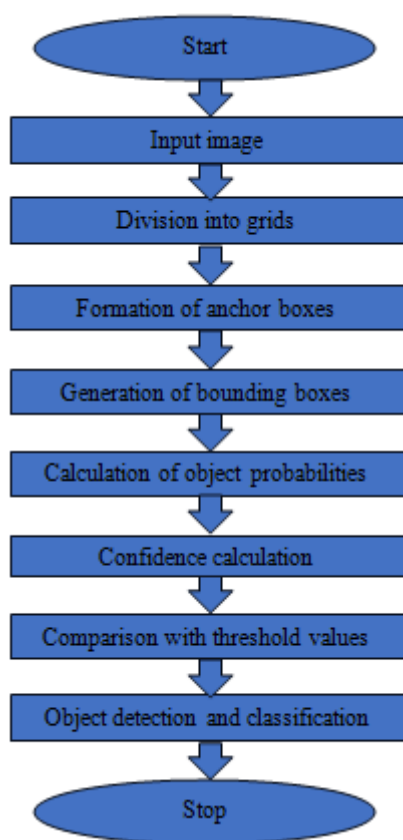 Start
Input image
Division into grids
Formation of anchor boxes
Generation of bounding boxes
Calculation of object probabilities
Confidence calculation
Comparison with threshold values
Object detection and classification
Stop